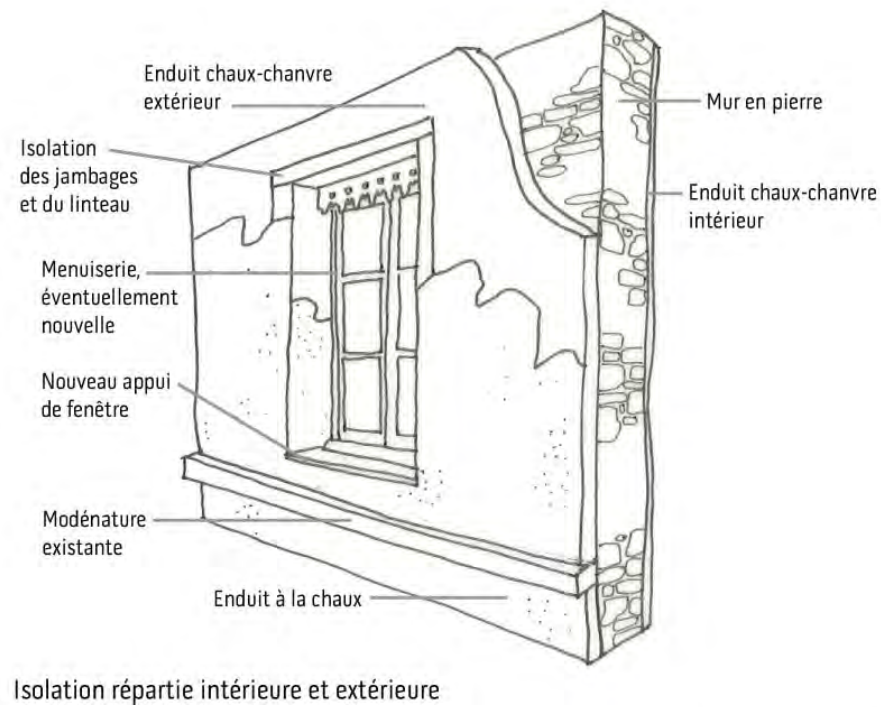 Enduit chaux-chanvre
extérieur
Mur en pierre
Isolation
des jambages
et du linteau
Enduit chaux-chanvre
intérieur
Menuiserie,
éventuellement
nouvelle
Nouveau appui
de fenêtre
Modénature
existante
Enduit à la chaux
Isolation répartie intérieure et extérieure